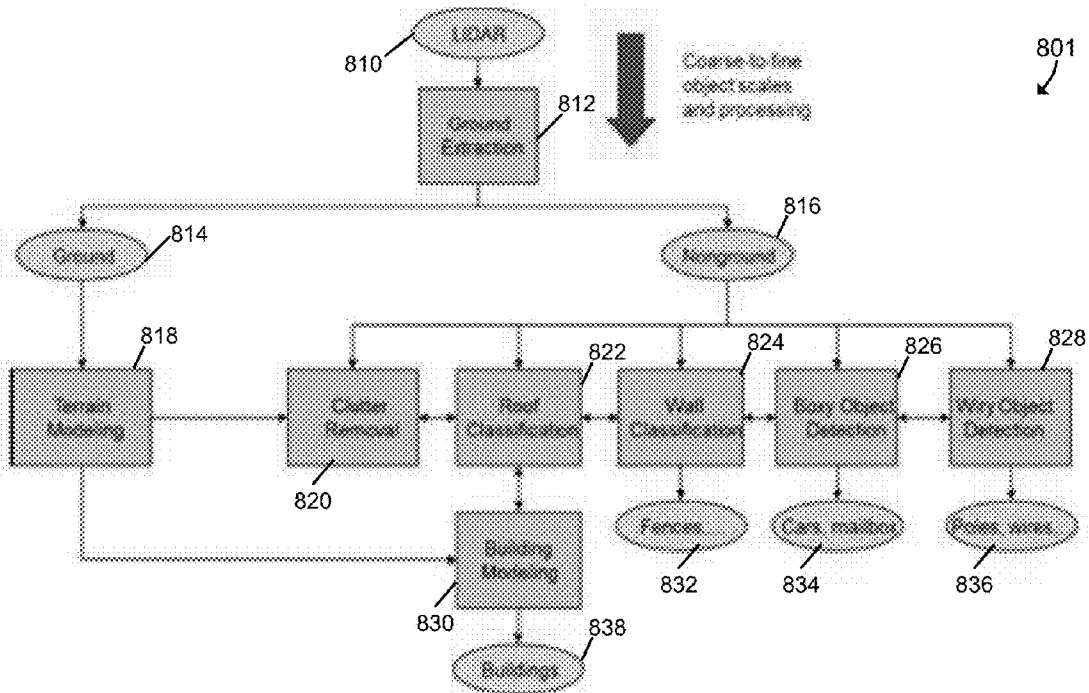 LIDAR
810
801
Coarse-to-fine
object scales
and processing
812
Ground
Extraction
816
814
Ground
Nonground
818
822
824
826
828
Terrain
Modeling
Clutter
Removal
Roof
Classification
Wall
Classification
Boxy Object
Detection
Wiry Object
Detection
820
Fences,
Cars, mailbox
Poles, wires,
Building
Modeling
832
834
836
830
838
Buildings